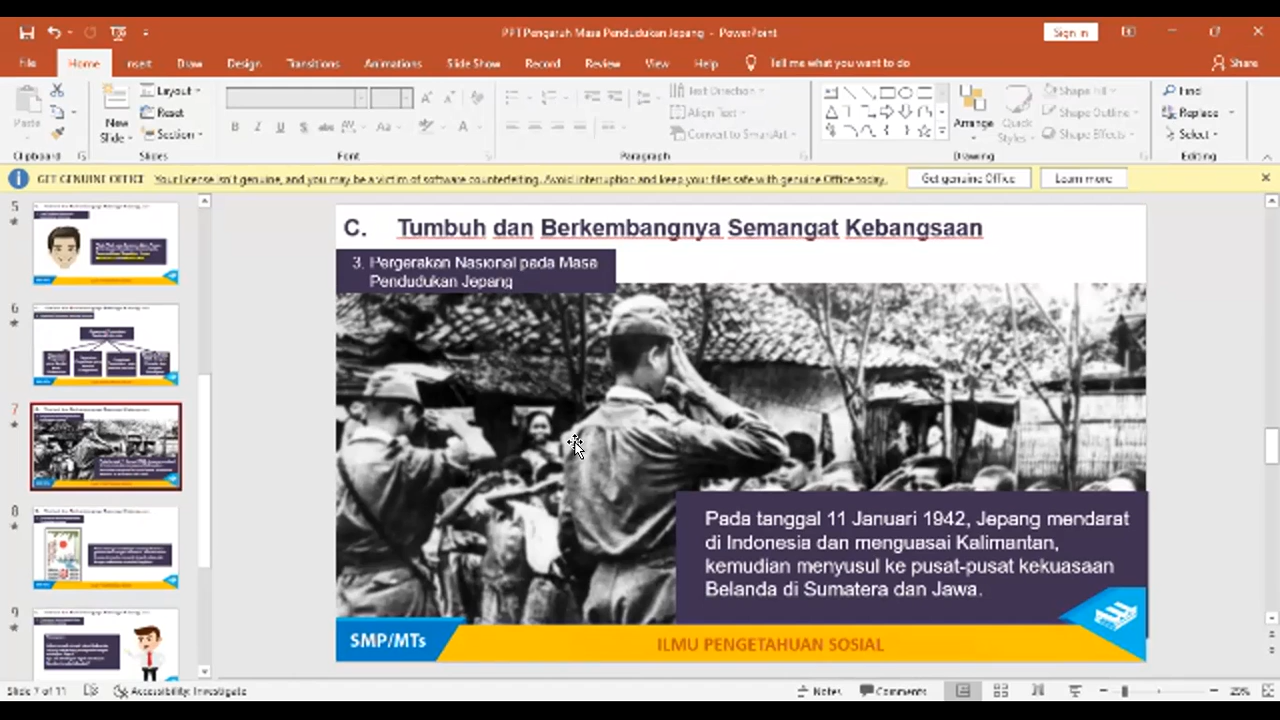 PPT Pengaruh Masa Pendudukan Jepang - PowerPoint
Sign in
File
Home
Insert
Draw
Design
Transitions
Animations
Slide Show
Record
Review
View
Help
Tell me what you want to do
Share
Paste
New
Slide
Layout
Reset
Section
Text Direction
Align Text
Convert to SmartArt
Arrange
Quick
Styles
Shape Fill
Shape Outline
Shape Effects
Find
Replace
Select
Clipboard
Slides
Font
Paragraph
Drawing
Editing
GET GENUINE OFFICE Your license isn't genuine, and you may be a victim of software counterfeiting. Avoid interruption and keep your files safe with genuine Office today.
Get genuine Office
Learn more
5
6
7
8
9
C. Tumbuh dan Berkembangnya Semangat Kebangsaan
3. Pergerakan Nasional pada Masa
Pendudukan Jepang
Pada tanggal 11 Januari 1942, Jepang mendarat
di Indonesia dan menguasai Kalimantan,
kemudian menyusul ke pusat-pusat kekuasaan
Belanda di Sumatera dan Jawa.
SMP/MTs
ILMU PENGETAHUAN SOSIAL
Slide 7 of 11
Accessibility: Investigate
Notes
Comments